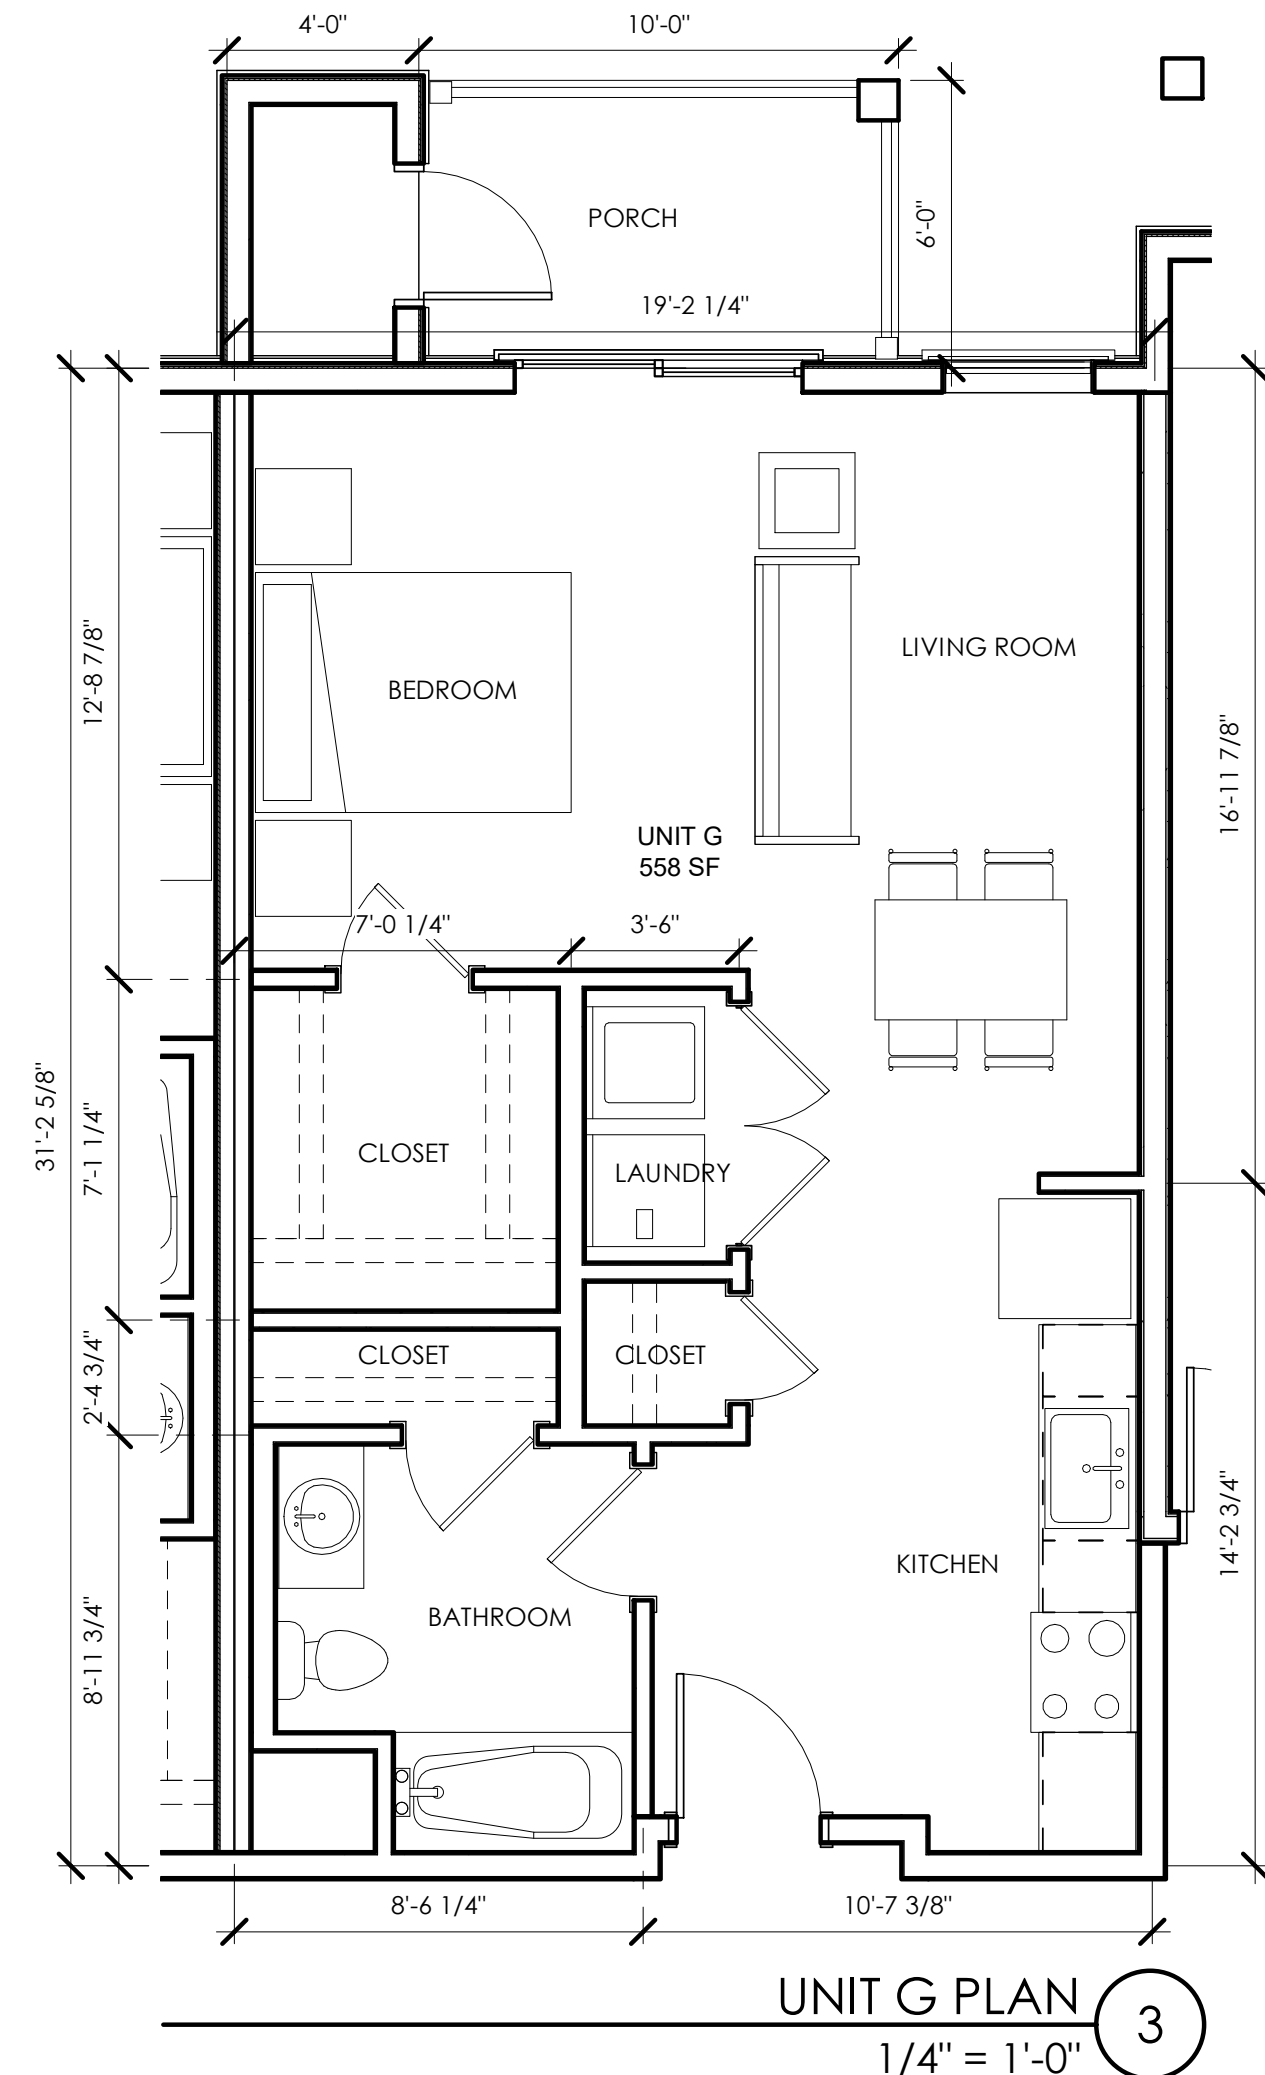 4'-0"
10'-0"
PORCH
6'-0"
19'-2 1/4"
12'-8 7/8"
LIVING ROOM
BEDROOM
16'-11 7/8"
UNIT G
558 SF
7'-0 1/4"
3'-6"
31'-2 5/8"
7'-1 1/4"
CLOSET
LAUNDRY
2'-4 3/4"
CLOSET
CLOSET
14'-2 3/4"
KITCHEN
BATHROOM
8'-11 3/4"
8'-6 1/4"
10'-7 3/8"
UNIT G PLAN
3
1/4" = 1'-0"